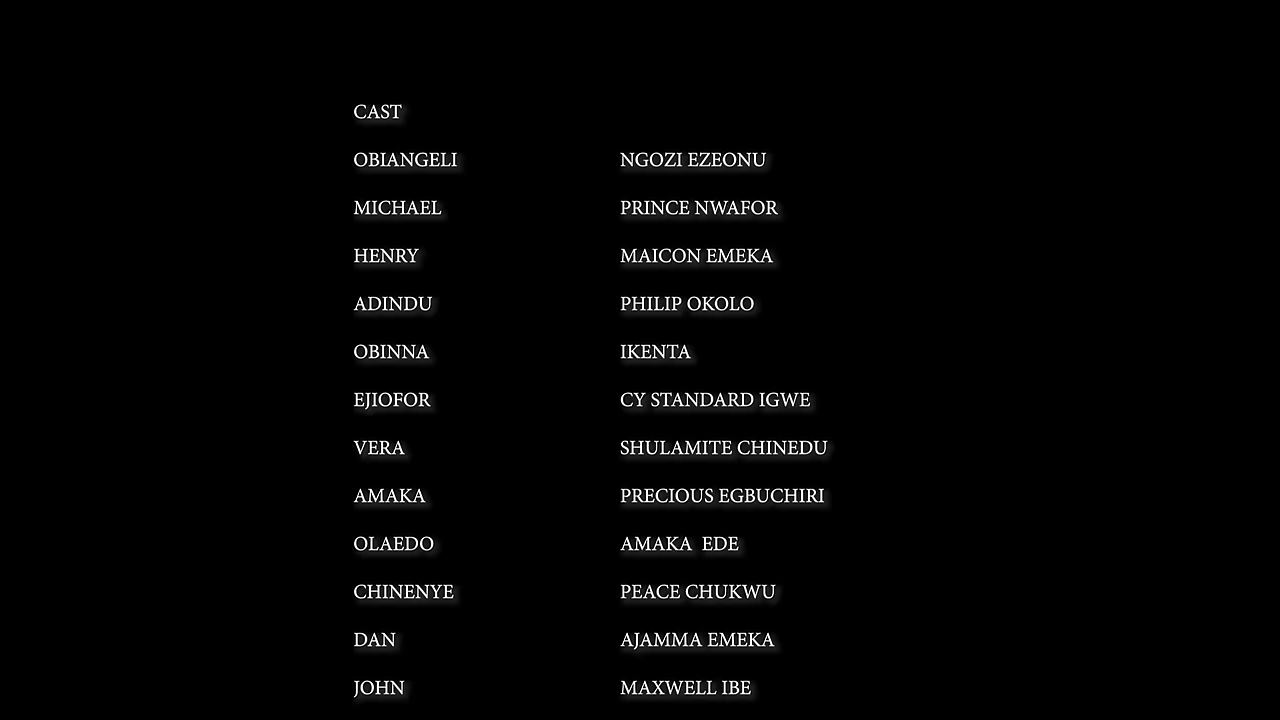 CAST
OBIANGELI NGOZI EZEONU
MICHAEL PRINCE NWAFOR
HENRY MAICON EMEKA
ADINDU PHILIP OKOLO
OBINNA IKENTA
EJIOFOR CY STANDARD IGWE
VERA SHULAMITE CHINEDU
AMAKA PRECIOUS EGBUCHIRI
OLAEDO AMAKA  EDE
CHINENYE PEACE CHUKWU
DAN AJAMMA EMEKA
JOHN MAXWELL IBE